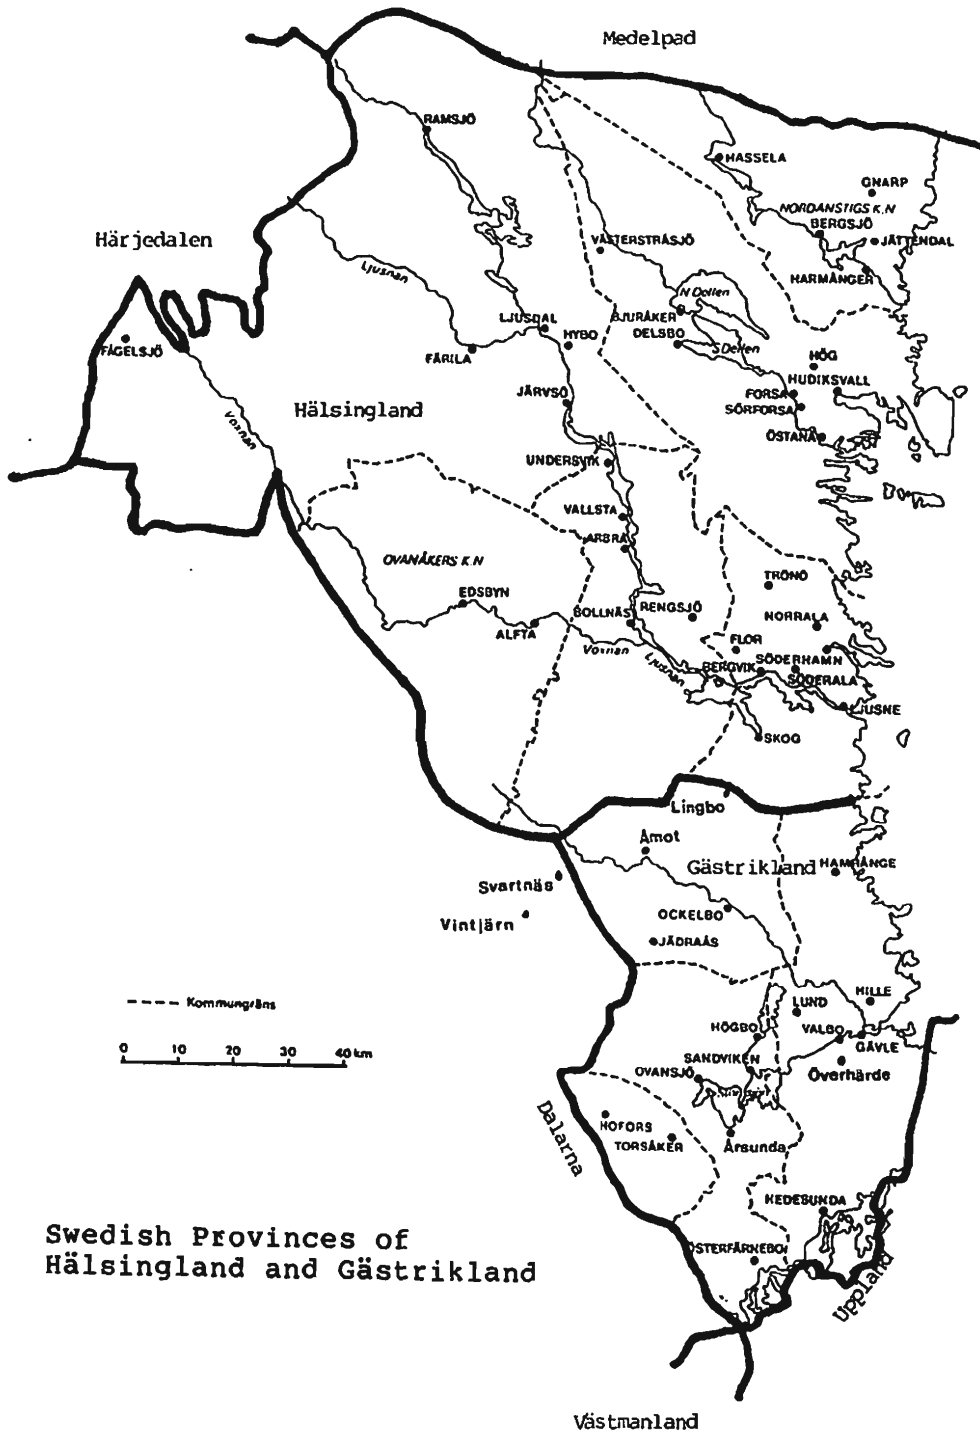 Medelpad
RAMSJÖ
HASSELA
GNARP
NORDANSTIGS K.N
BERGSJÖ
JÄTTENDAL
HARMÅNGER
Härjedalen
VÄSTERSTRÅSJÖ
Ljusnan
N Dellen
BJURÅKER
DELSBO
S Dellen
LJUSDAL
HYBO
FÅGELSJÖ
FÄRILA
HÖG
HUDIKSVALL
FORSA
SÖRFORSA
JÄRVSÖ
Hälsingland
Voxnan
ÖSTANÅ
UNDERSVIK
VALLSTA
ARBRÅ
OVANÅKERS K.N
TRÖNÖ
EDSBYN
ALFTA
BOLLNÄS
RENGSJÖ
NORRALA
FLOR
Voxnan
Ljusnan
BERGVIK
SÖDERHAMN
SÖDERALA
LJUSNE
SKOG
Lingbo
Åmot
Gästrikland
HAMRÅNGE
Svartnäs
Vintjärn
OCKELBO
JÄDRAÅS
Kommungräns
HILLE
LUND
HÖGBO
VALBO
GÄVLE
0 10 20 30 40 km
SANDVIKEN
OVANSJÖ
Överhärde
Dalarna
HOFORS
TORSÅKER
Årsunda
HEDESUNDA
Swedish Provinces of
Hälsingland and Gästrikland
ÖSTERFÄRNEBO
Uppland
Västmanland